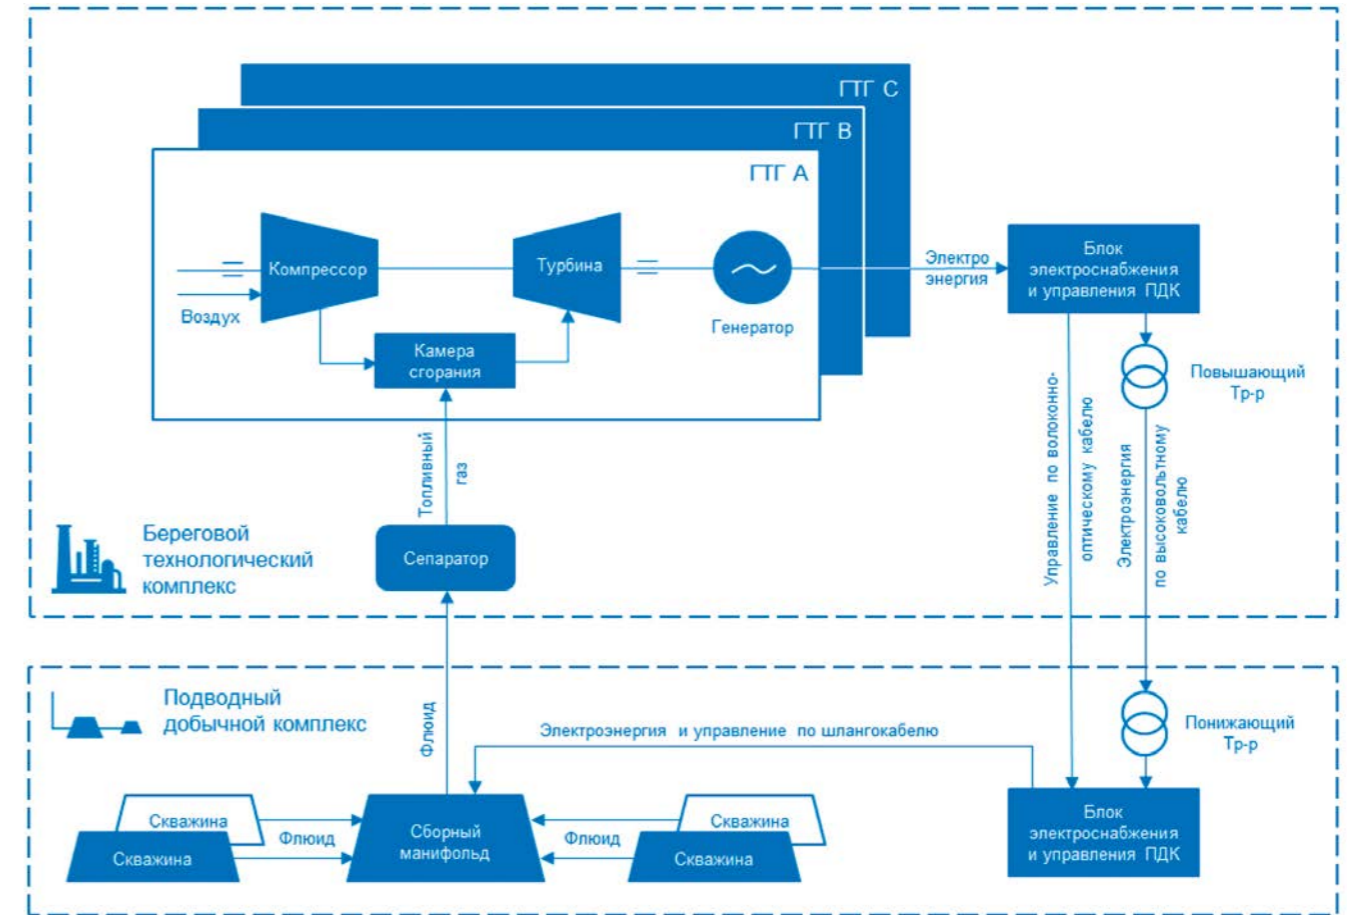 ГТГ C
ГТГ B
ГТГ A
Компрессор
Турбина
Воздух
Генератор
Камера
сгорания
Электро
энергия
Блок
электроснабжения
и управления ПДК
Повышающий
Тр-р
Топливный
газ
Управление по волоконно-
оптическому кабелю
Электроэнергия
по высоковольтному
кабелю
Береговой
технологический
комплекс
Сепаратор
Подводный
добычной комплекс
Флюид
Электроэнергия и управление по шлангокабелю
Понижающий
Тр-р
Скважина
Скважина
Флюид
Сборный
манифольд
Флюид
Скважина
Скважина
Блок
электроснабжения
и управления ПДК